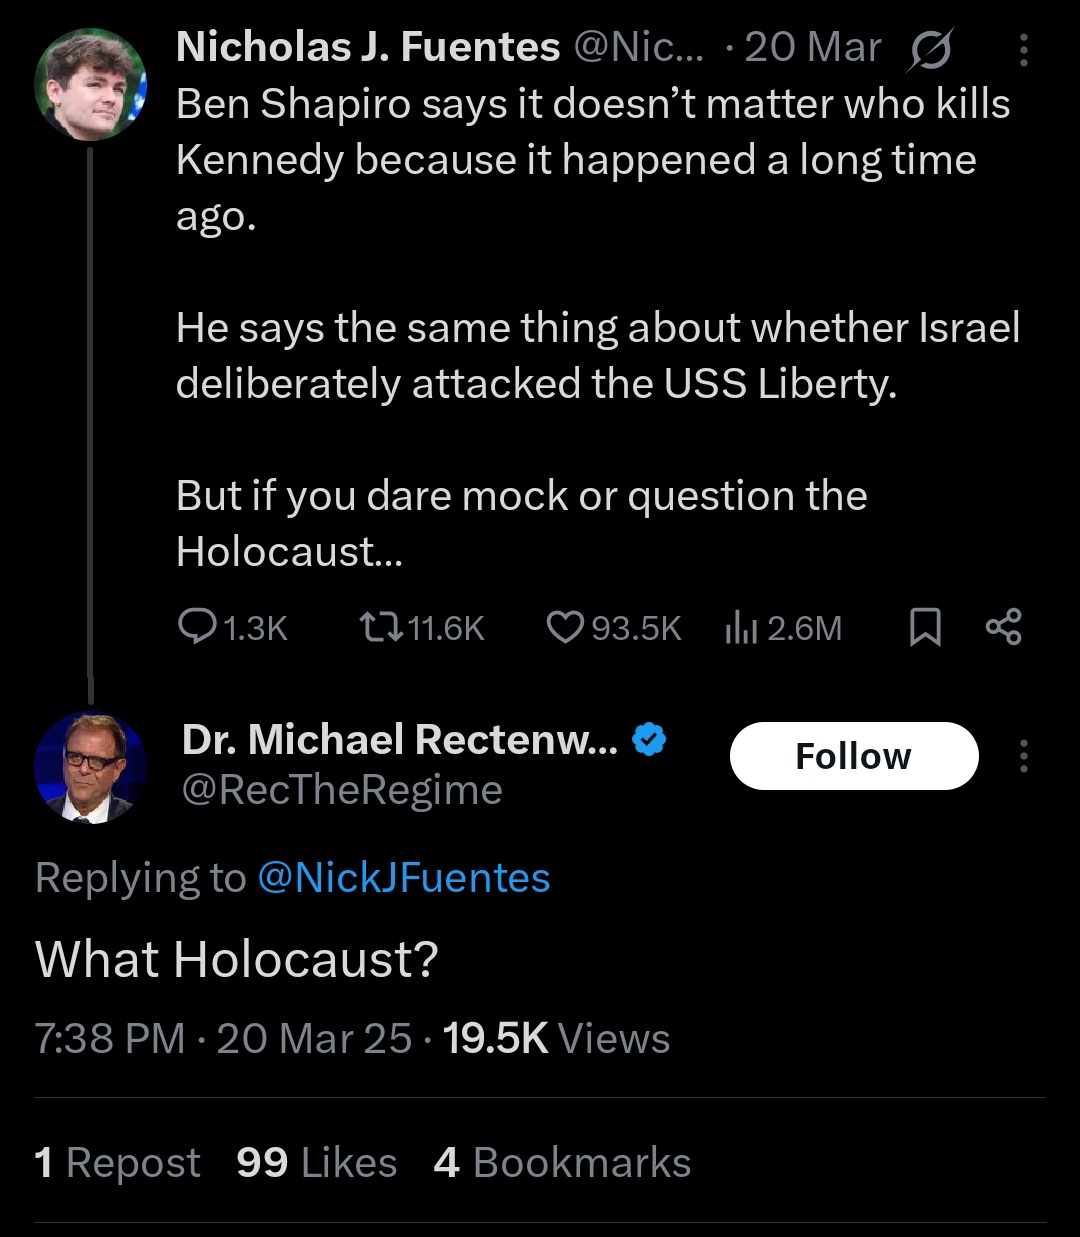 Nicholas J. Fuentes @Nic... · 20 Mar
Ben Shapiro says it doesn’t matter who kills
Kennedy because it happened a long time
ago.
He says the same thing about whether Israel
deliberately attacked the USS Liberty.
But if you dare mock or question the
Holocaust...
1.3K 11.6K 93.5K 2.6M
Dr. Michael Rectenw...
@RecTheRegime
Follow
Replying to @NickJFuentes
What Holocaust?
7:38 PM · 20 Mar 25 · 19.5K Views
1 Repost 99 Likes 4 Bookmarks